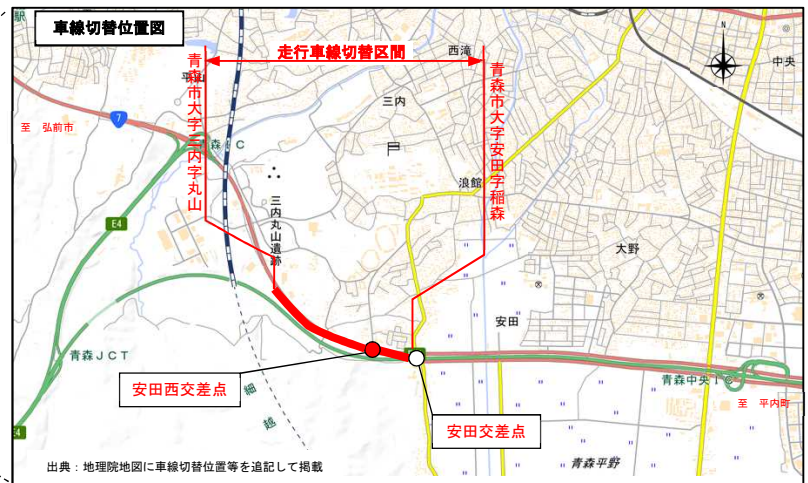 駅
車線切替位置図
走行車線切替区間
西滝
N
中央
平山
三内
青森市大字三内字丸山
青森市大字安田字稲森
7
至 弘前市
青森IC
浪館
三内丸山遺跡
E4
大野
安田
青森JCT
青森中央IC
安田西交差点
細越
至 平内町
安田交差点
E4
青森平野
出典：地理院地図に車線切替位置等を追記して掲載